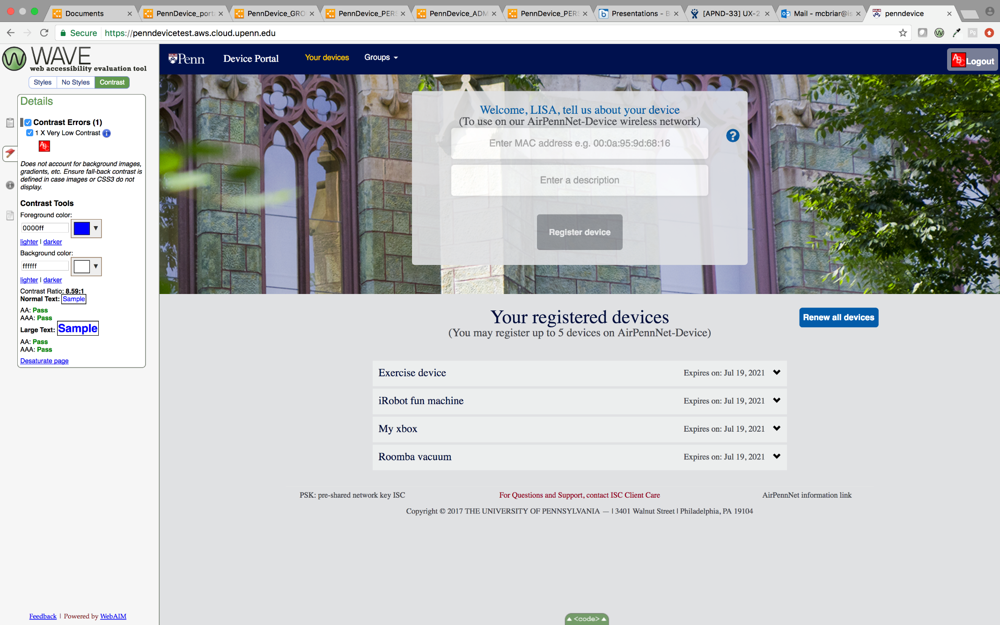 Documents
PennDevice_port
PennDevice_GRO
PennDevice_PERS
PennDevice_ADM
PennDevice_PERS
Presentations - B
[APND-33] UX-2
Mail - mcbriar@is
penndevice
Secure https://penndevicetest.aws.cloud.upenn.edu
Pg
WAVE
web accessibility evaluation tool
Styles
No Styles
Contrast
Details
Contrast Errors (1)
1 X Very Low Contrast
ABC
Does not account for background images,
gradients, etc. Ensure fall-back contrast is
defined in case images or CSS3 do not
display.
Contrast Tools
Foreground color:
0000ff
lighter | darker
Background color:
ffffff
lighter | darker
Contrast Ratio: 8.59:1
Normal Text: Sample
AA: Pass
AAA: Pass
Large Text: Sample
AA: Pass
AAA: Pass
Desaturate page
Feedback | Powered by WebAIM
Penn
Device Portal
Your devices
Groups
ABC Logout
Welcome, LISA, tell us about your device
(To use on our AirPennNet-Device wireless network)
Enter MAC address e.g. 00:0a:95:9d:68:16
?
Enter a description
Register device
Your registered devices
(You may register up to 5 devices on AirPennNet-Device)
Renew all devices
Exercise device Expires on: Jul 19, 2021
iRobot fun machine Expires on: Jul 19, 2021
My xbox Expires on: Jul 19, 2021
Roomba vacuum Expires on: Jul 19, 2021
PSK: pre-shared network key ISC
For Questions and Support, contact ISC Client Care
AirPennNet information link
Copyright © 2017 THE UNIVERSITY OF PENNSYLVANIA — | 3401 Walnut Street | Philadelphia, PA 19104
<code>